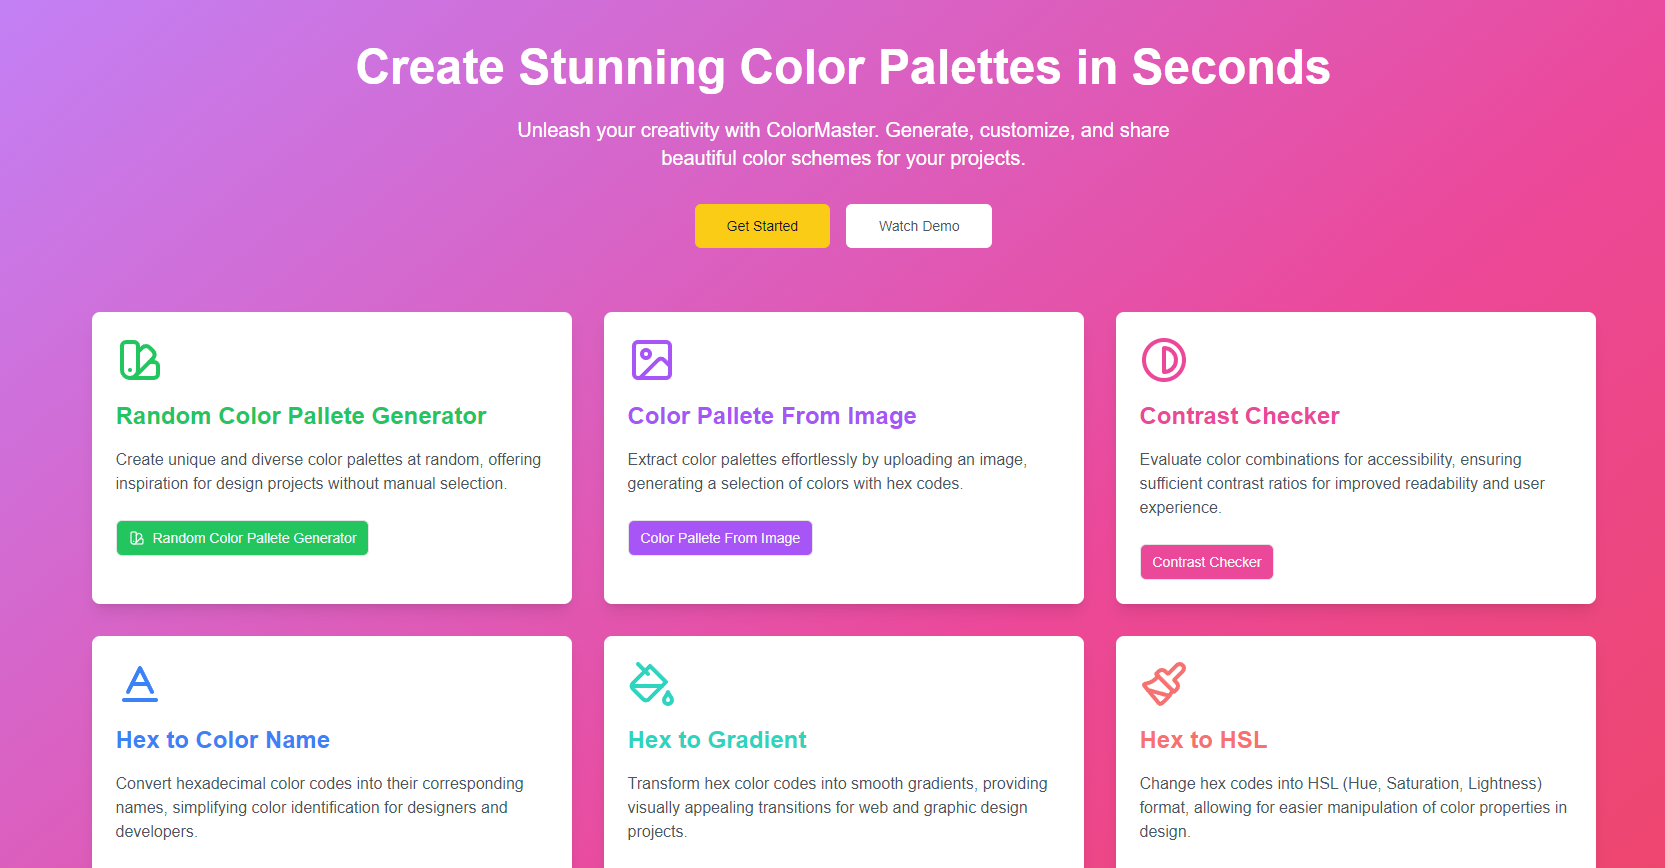 Create Stunning Color Palettes in Seconds
Unleash your creativity with ColorMaster. Generate, customize, and share
beautiful color schemes for your projects.
Get Started
Watch Demo
Random Color Pallete Generator
Create unique and diverse color palettes at random, offering
inspiration for design projects without manual selection.
Random Color Pallete Generator
Color Pallete From Image
Extract color palettes effortlessly by uploading an image,
generating a selection of colors with hex codes.
Color Pallete From Image
Contrast Checker
Evaluate color combinations for accessibility, ensuring
sufficient contrast ratios for improved readability and user
experience.
Contrast Checker
Hex to Color Name
Convert hexadecimal color codes into their corresponding
names, simplifying color identification for designers and
developers.
Hex to Gradient
Transform hex color codes into smooth gradients, providing
visually appealing transitions for web and graphic design
projects.
Hex to HSL
Change hex codes into HSL (Hue, Saturation, Lightness)
format, allowing for easier manipulation of color properties in
design.